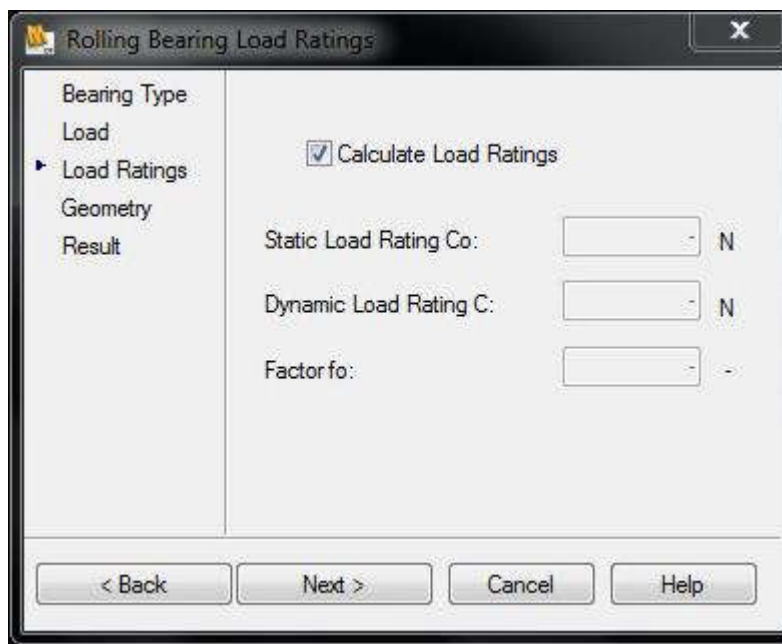 Rolling Bearing Load Ratings
Bearing Type
Load
Load Ratings
Geometry
Result
Calculate Load Ratings
Static Load Rating Co: - N
Dynamic Load Rating C: - N
Factor fo: - -
< Back Next > Cancel Help